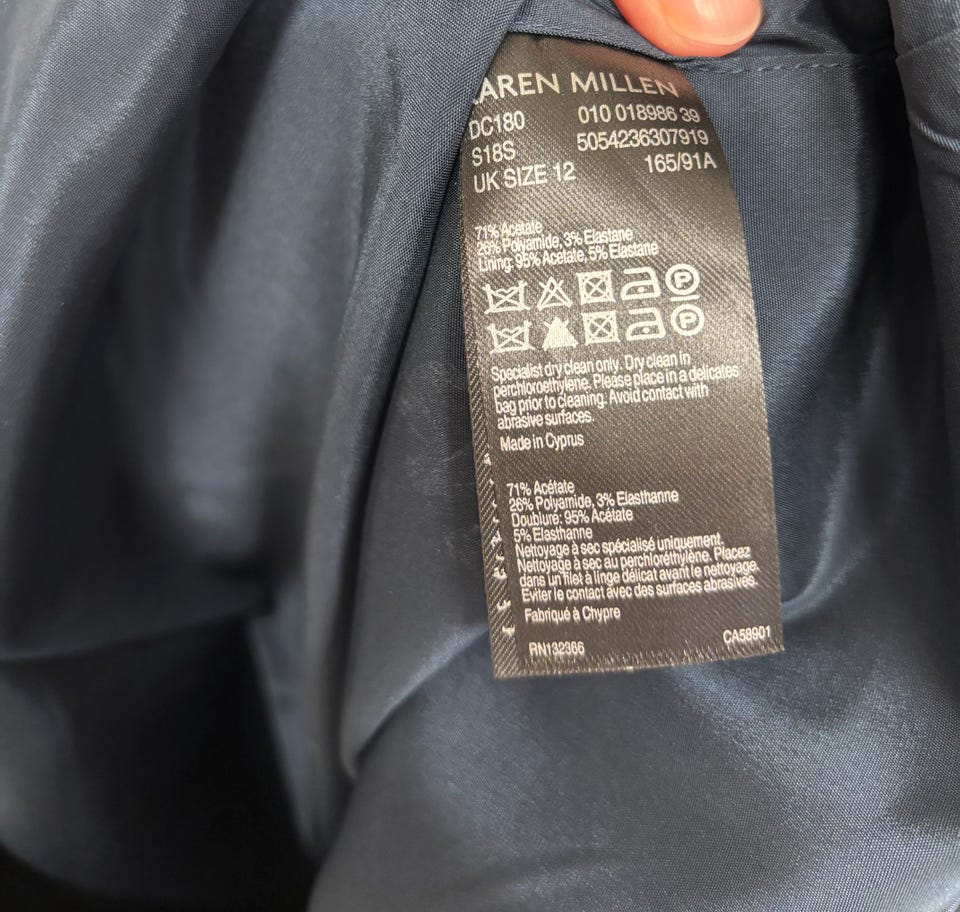 KAREN MILLEN
DC180 010 018986 39
S18S 5054236307919
UK SIZE 12 165/91A
71% Acetate
26% Polyamide, 3% Elastane
Lining: 95% Acetate, 5% Elastane
P
P
Specialist dry clean only. Dry clean in
perchloroethylene. Please place in a delicates
bag prior to cleaning. Avoid contact with
abrasive surfaces.
Made in Cyprus
71% Acétate
26% Polyamide, 3% Elasthanne
Doublure: 95% Acétate
5% Elasthanne
Nettoyage à sec spécialisé uniquement.
Nettoyage à sec au perchloréthylène. Placez
dans un filet à linge délicat avant le nettoyage.
Eviter le contact avec des surfaces abrasives.
Fabriqué à Chypre
RN132366 CA58901